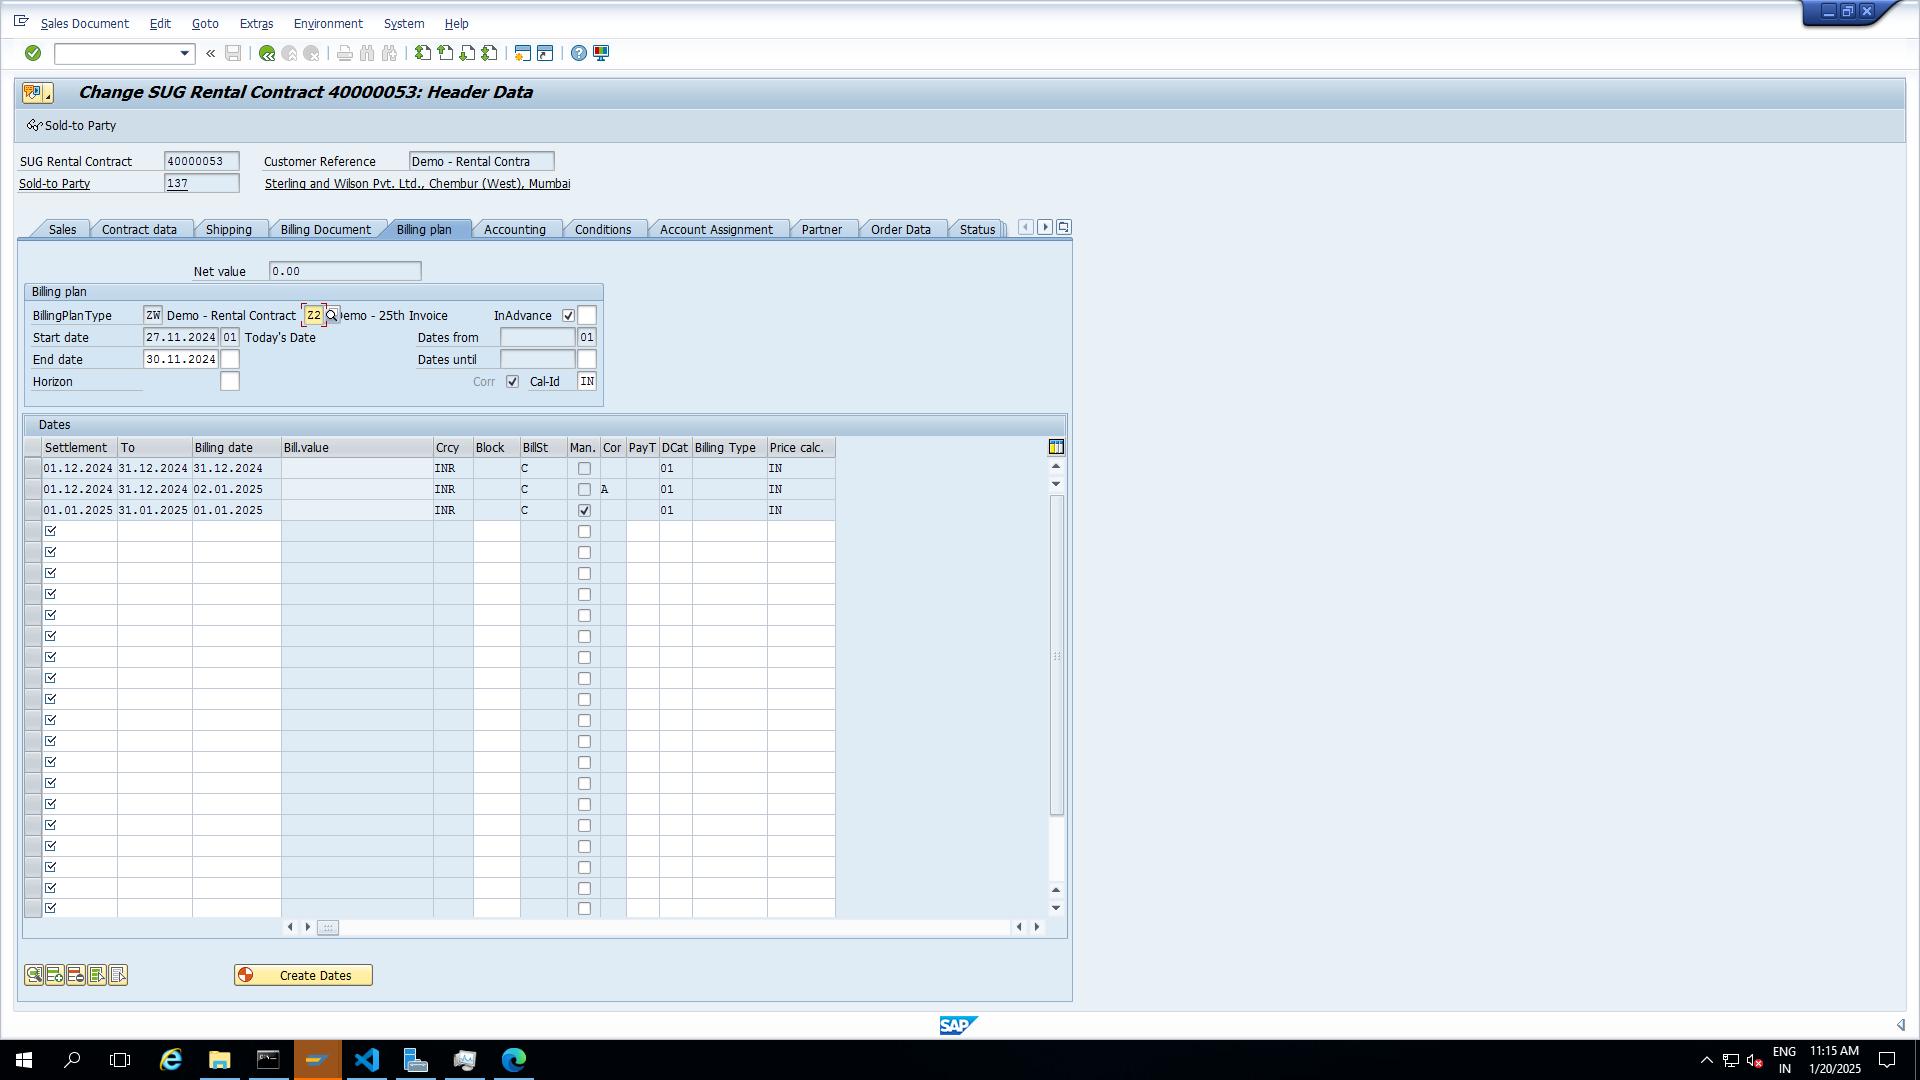 Sales Document Edit Goto Extras Environment System Help
Change SUG Rental Contract 40000053: Header Data
Sold-to Party
SUG Rental Contract 40000053 Customer Reference Demo - Rental Contra
Sold-to Party 137 Sterling and Wilson Pvt. Ltd., Chembur (West), Mumbai
Sales Contract data Shipping Billing Document Billing plan Accounting Conditions Account Assignment Partner Order Data Status
Net value 0.00
Billing plan
BillingPlanType ZW Demo - Rental Contract Z2 emo - 25th Invoice InAdvance
Start date 27.11.2024 01 Today's Date Dates from 01
End date 30.11.2024 Dates until
Horizon Corr Cal-Id IN
Dates
Settlement To Billing date Bill.value Crcy Block BillSt Man. Cor PayT DCat Billing Type Price calc.
01.12.2024 31.12.2024 31.12.2024 INR C 01 IN
01.12.2024 31.12.2024 02.01.2025 INR C A 01 IN
01.01.2025 31.01.2025 01.01.2025 INR C 01 IN
Create Dates
SAP
ENG 11:15 AM
IN 1/20/2025